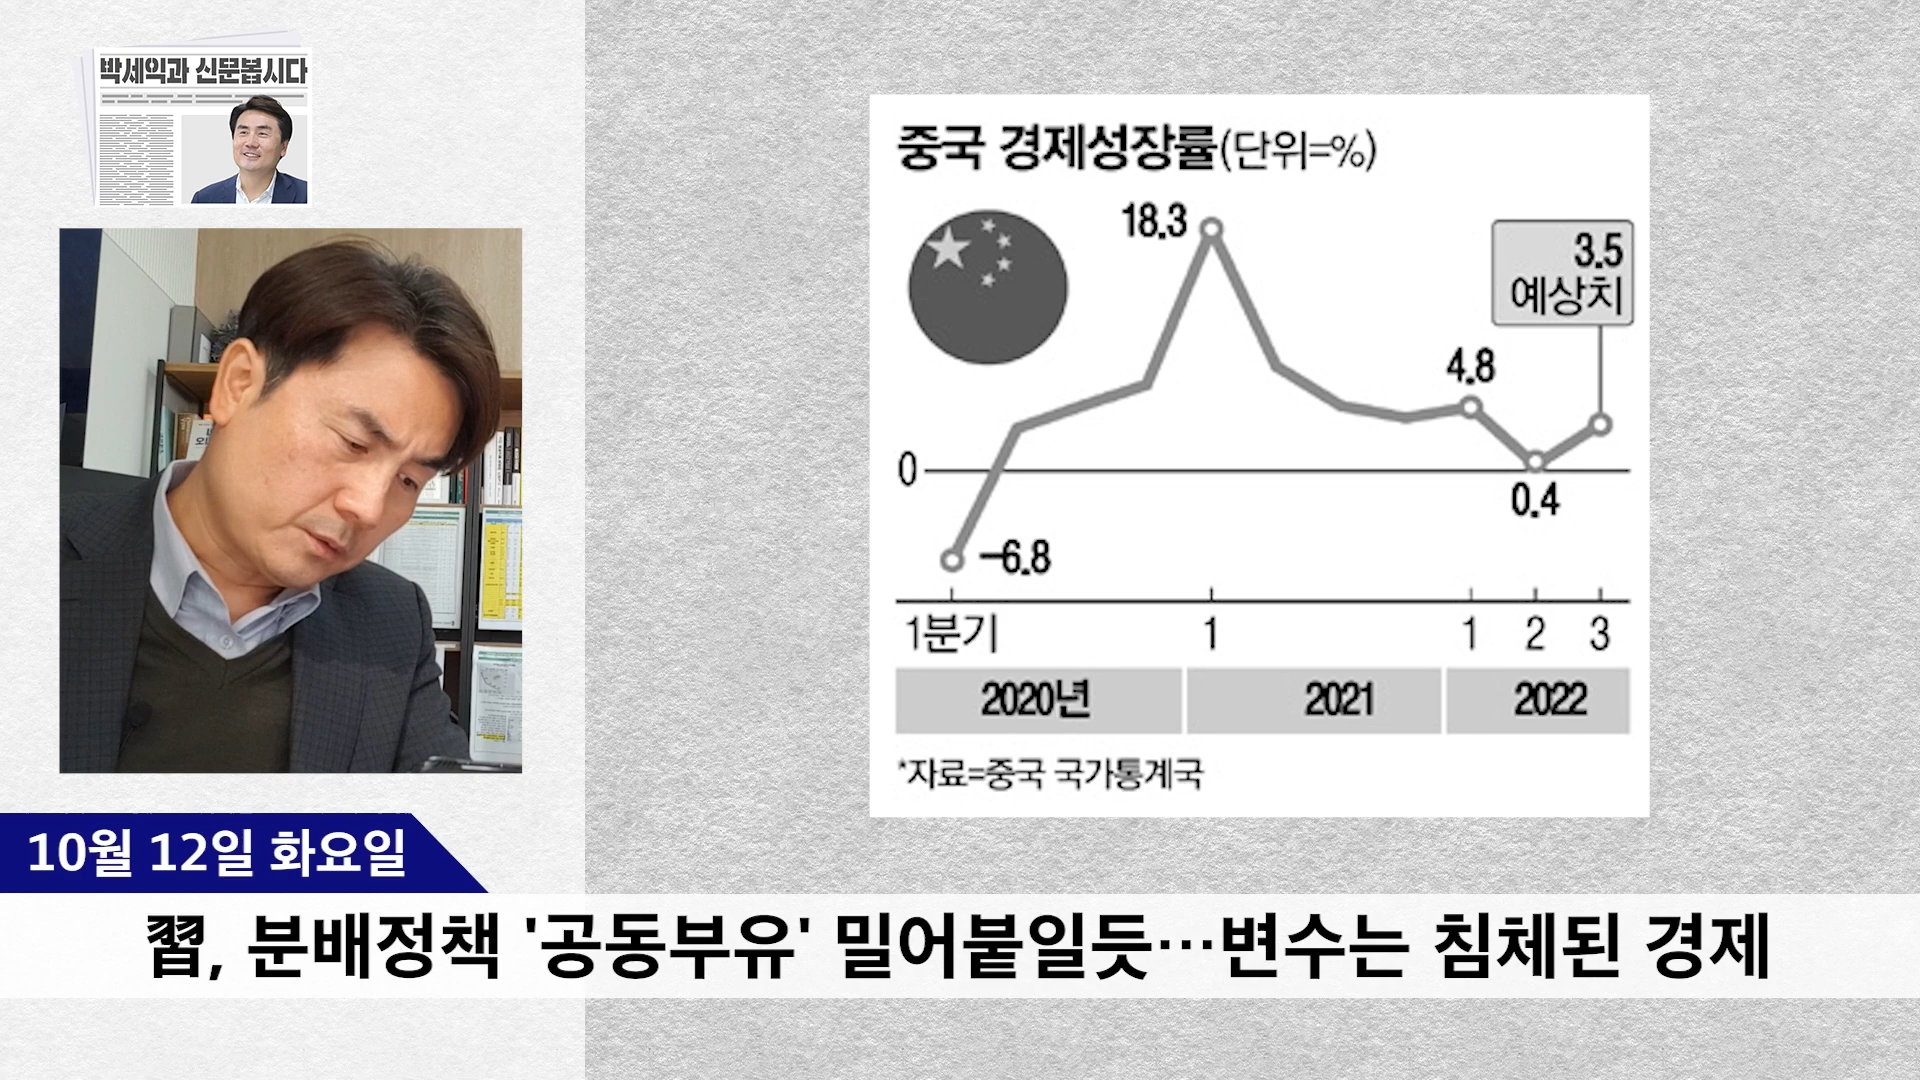 박세익과 신문봅시다
중국 경제성장률(단위=%)
18.3
3.5
예상치
4.8
0
0.4
-6.8
1분기 1 1 2 3
2020년 2021 2022
*자료=중국 국가통계국
10월 12일 화요일
習, 분배정책 '공동부유' 밀어붙일듯…변수는 침체된 경제